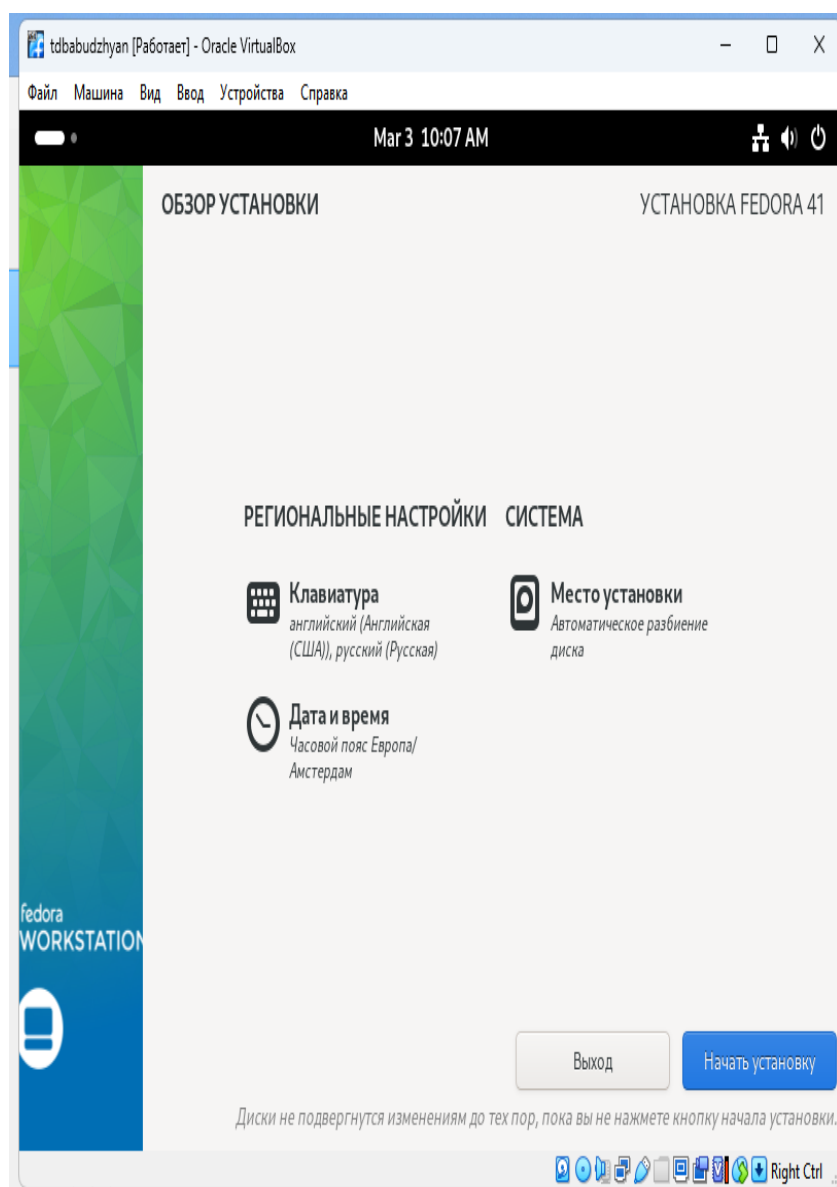 tdbabudzhyan [Работает] - Oracle VirtualBox
Файл Машина Вид Ввод Устройства Справка
Mar 3 10:07 AM
ОБЗОР УСТАНОВКИ
УСТАНОВКА FEDORA 41
РЕГИОНАЛЬНЫЕ НАСТРОЙКИ
Клавиатура
английский (Английская
(США)), русский (Русская)
Дата и время
Часовой пояс Европа/
Амстердам
СИСТЕМА
Место установки
Автоматическое разбиение
диска
fedora
WORKSTATION
Выход
Начать установку
Диски не подвергнутся изменениям до тех пор, пока вы не нажмете кнопку начала установки.
Right Ctrl